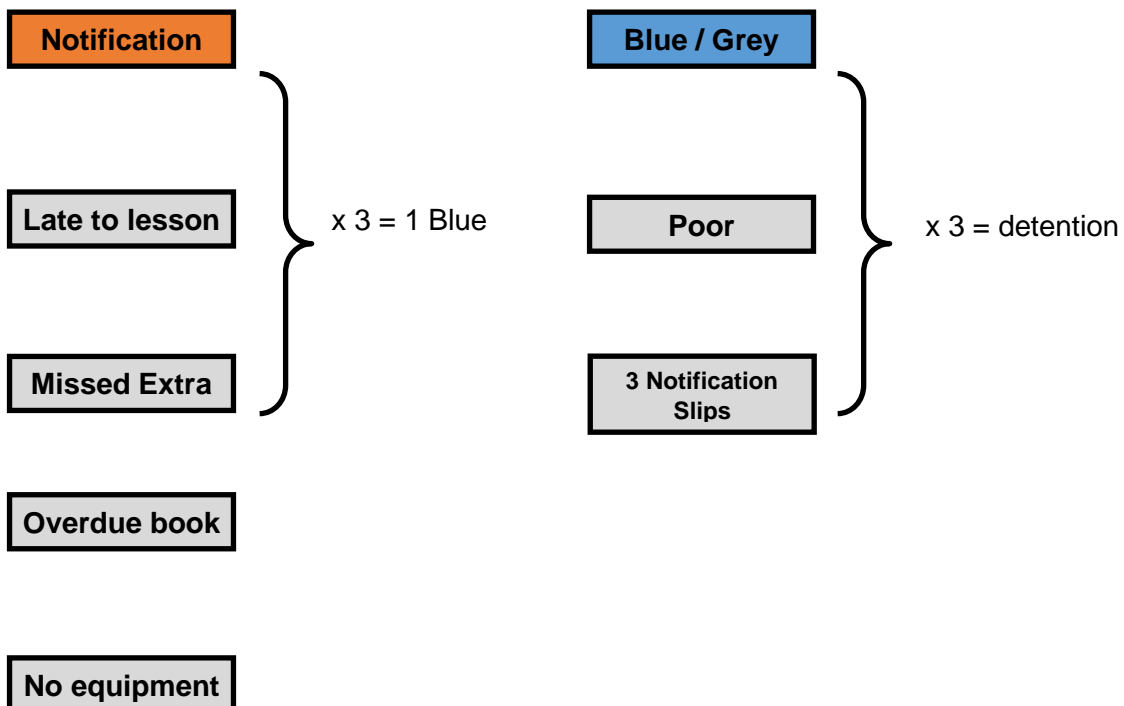 Notification
Late to lesson
Missed Extra
Overdue book
No equipment
x 3 = 1 Blue
Blue / Grey
Poor
3 Notification
Slips
x 3 = detention